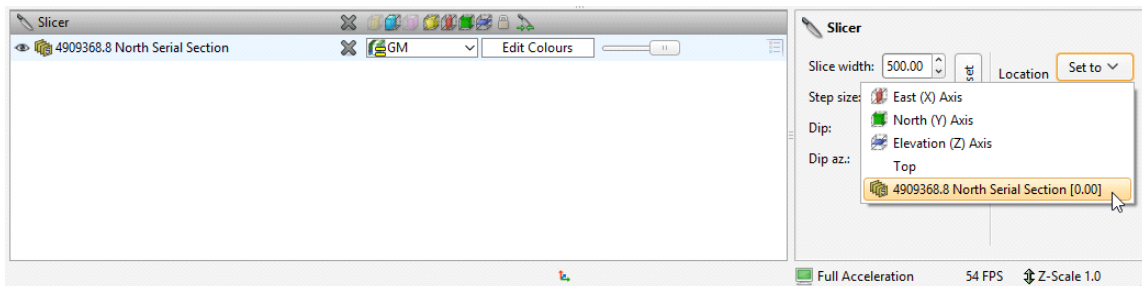 Slicer
4909368.8 North Serial Section
GM
Edit Colours
Slicer
Slice width: 500.00
set
Location
Set to
Step size:
East (X) Axis
North (Y) Axis
Dip:
Elevation (Z) Axis
Dip az.:
Top
4909368.8 North Serial Section [0.00]
Full Acceleration
54 FPS
Z-Scale 1.0